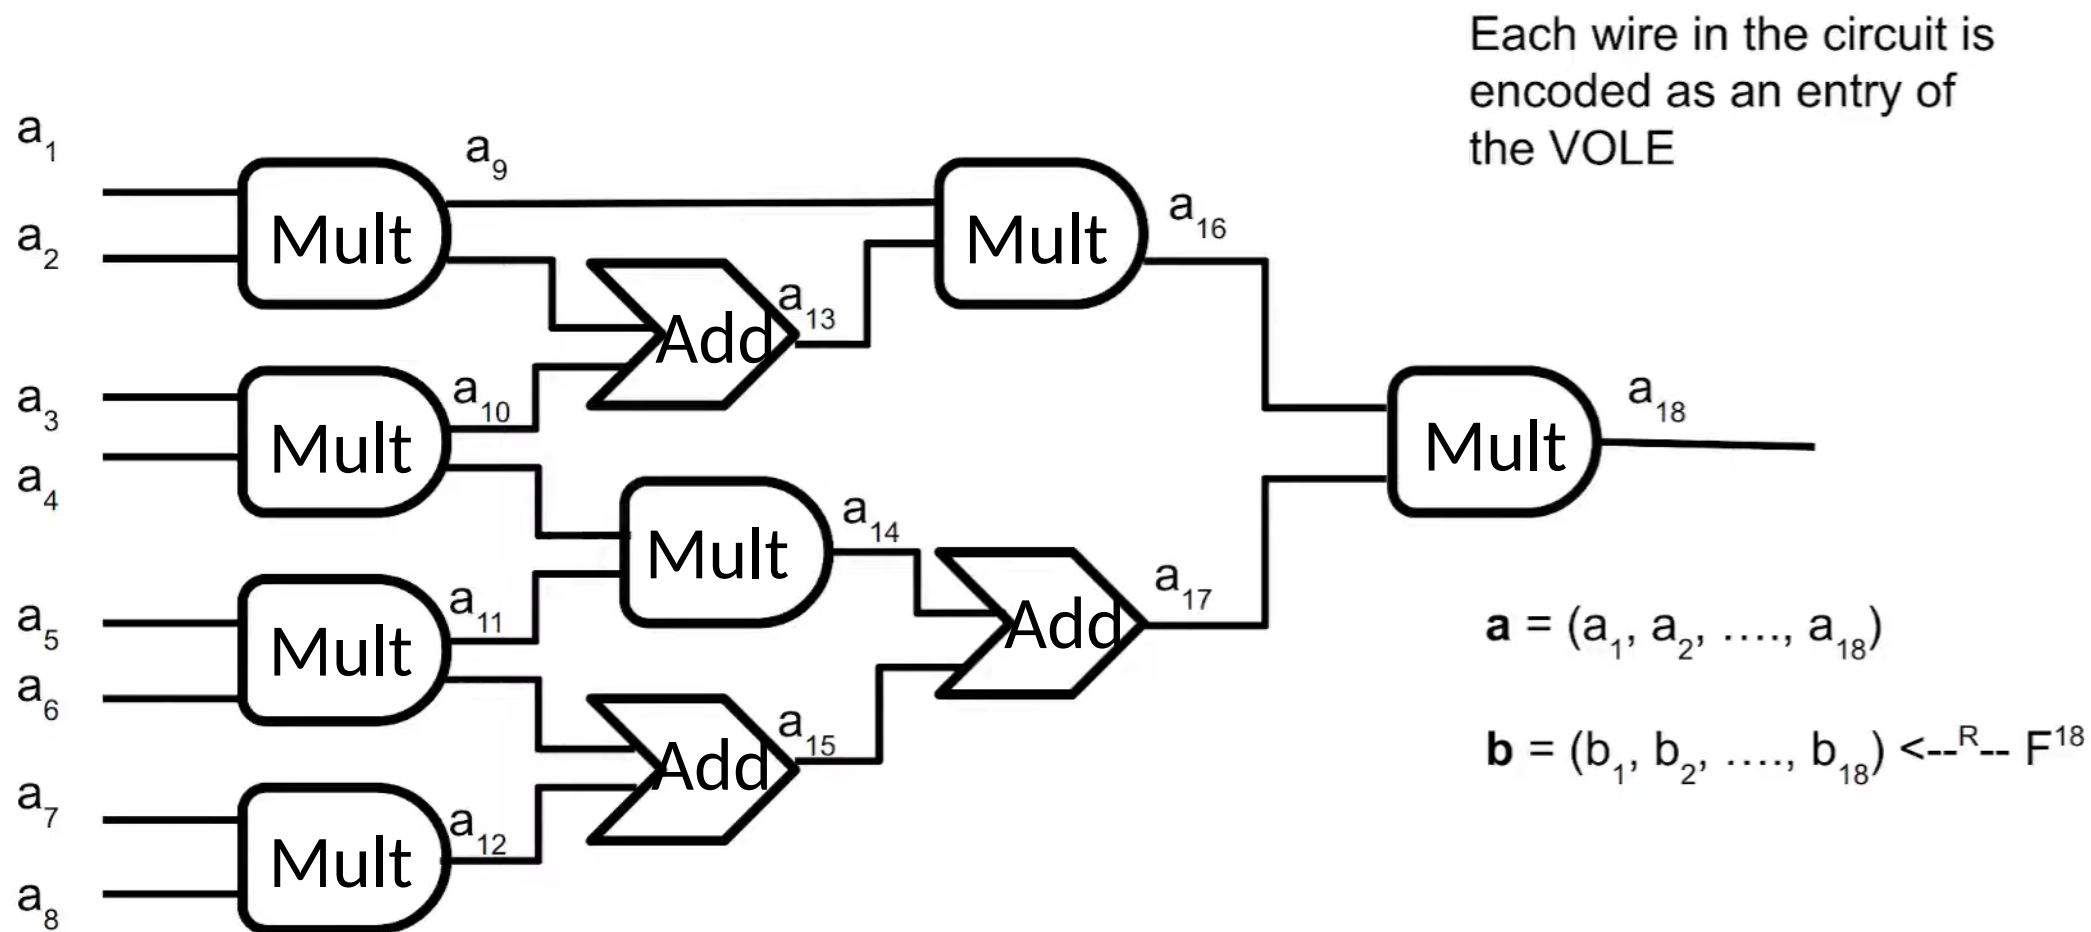 Each wire in the circuit is
encoded as an entry of
the VOLE
a1
a9
Mult
a2
Mult
a16
a13
Add
a3
a10
Mult
a18
Mult
a4
a14
Mult
a11
a17
a5
Mult
Add
a = (a1, a2, …., a18)
a6
a15
Add
b = (b1, b2, …., b18) <--R-- F18
a7
a12
Mult
a8